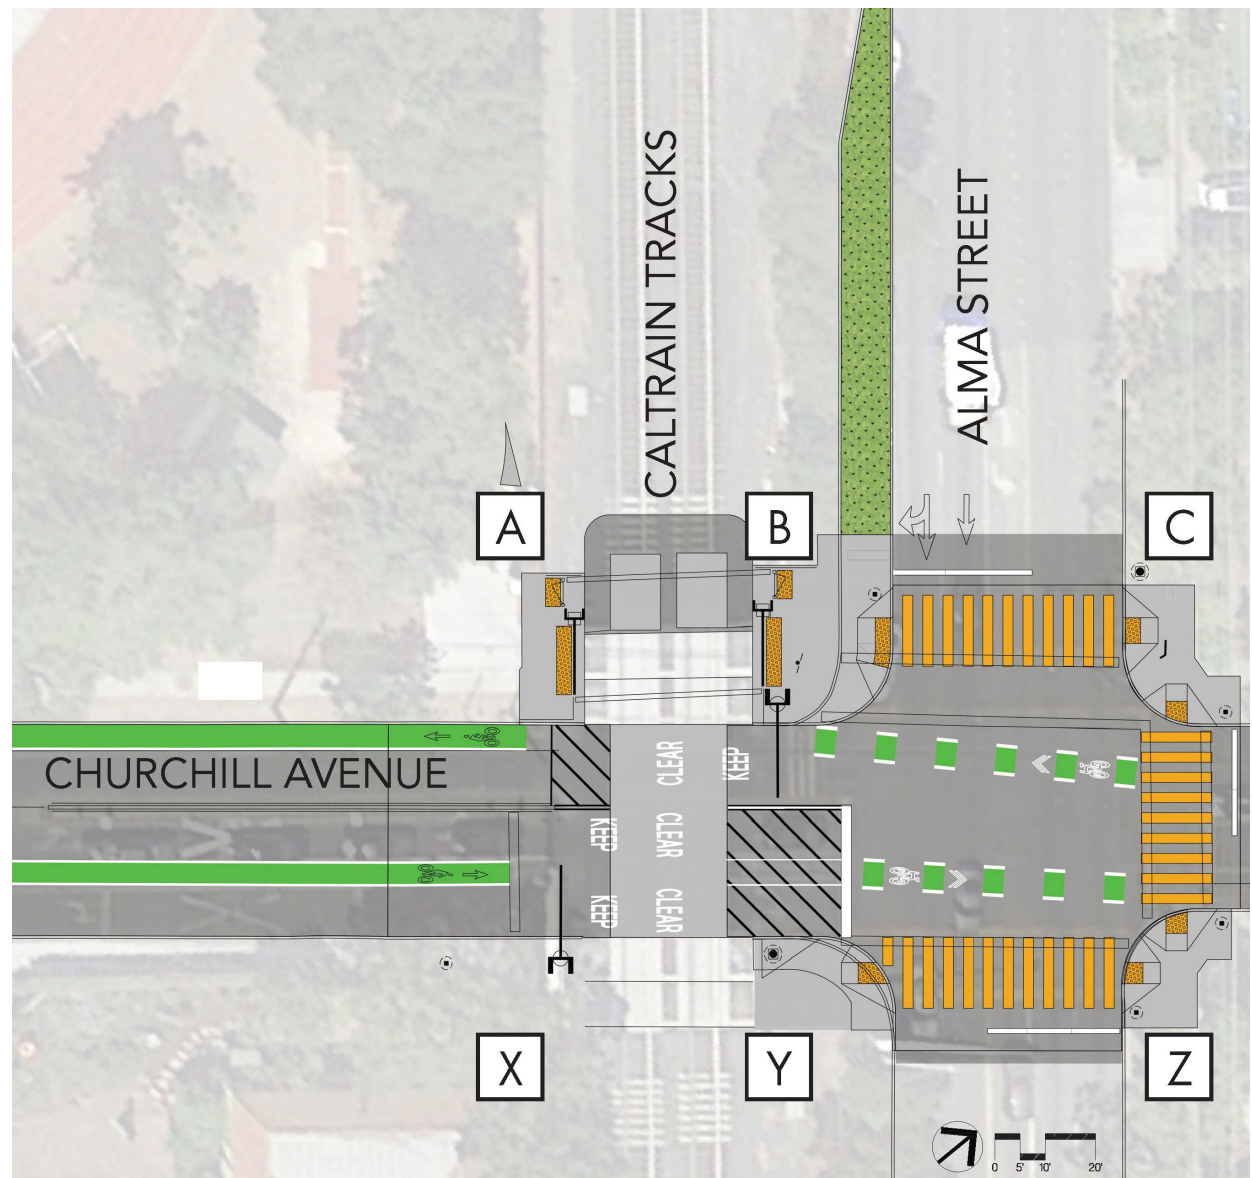 CALTRAIN TRACKS
ALMA STREET
A
B
C
CHURCHILL AVENUE
CLEAR
KEEP
KEEP
CLEAR
KEEP
CLEAR
X
Y
Z
0 5' 10' 20'